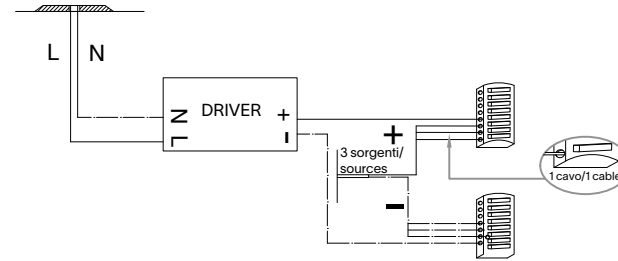 L N
N DRIVER +
L -
+
3 sorgenti/
sources
-
1 cavo/1 cable